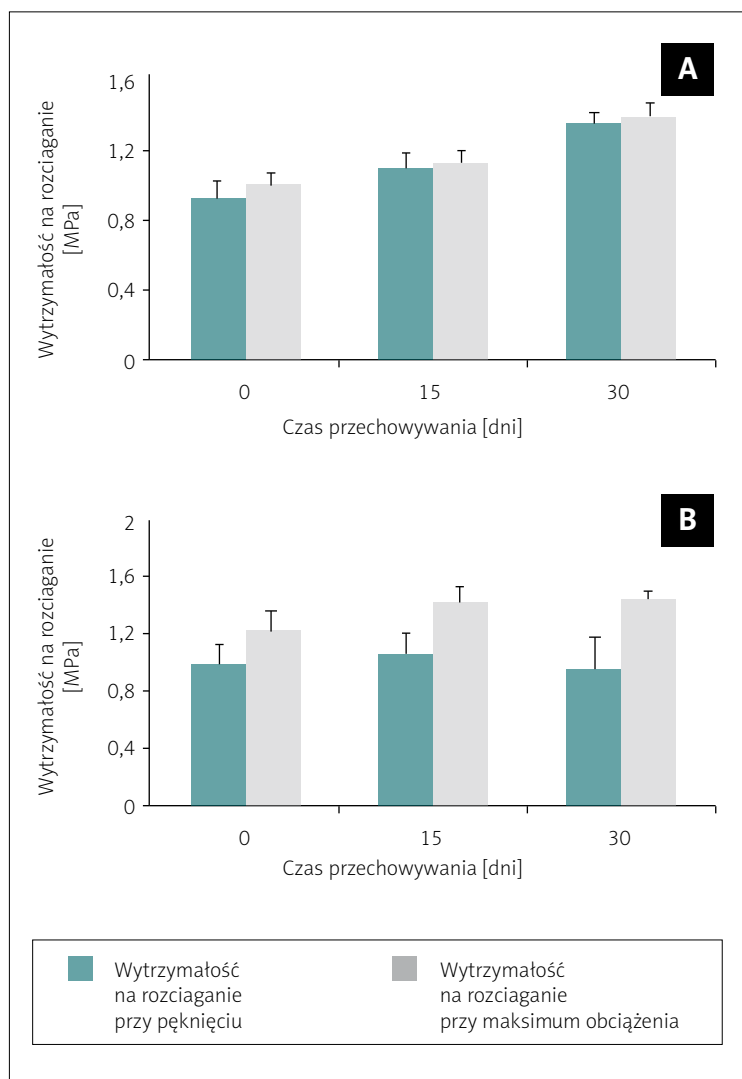 A
1,6
1,2
0,8
0,4
0
Wytrzymałość na rozciaganie
[MPa]
0 15 30
Czas przechowywania [dni]
B
2
1,6
1,2
0,8
0,4
0
Wytrzymałość na rozciaganie
[MPa]
0 15 30
Czas przechowywania [dni]
Wytrzymałość
na rozciaganie
przy pęknięciu
Wytrzymałość
na rozciaganie
przy maksimum obciążenia